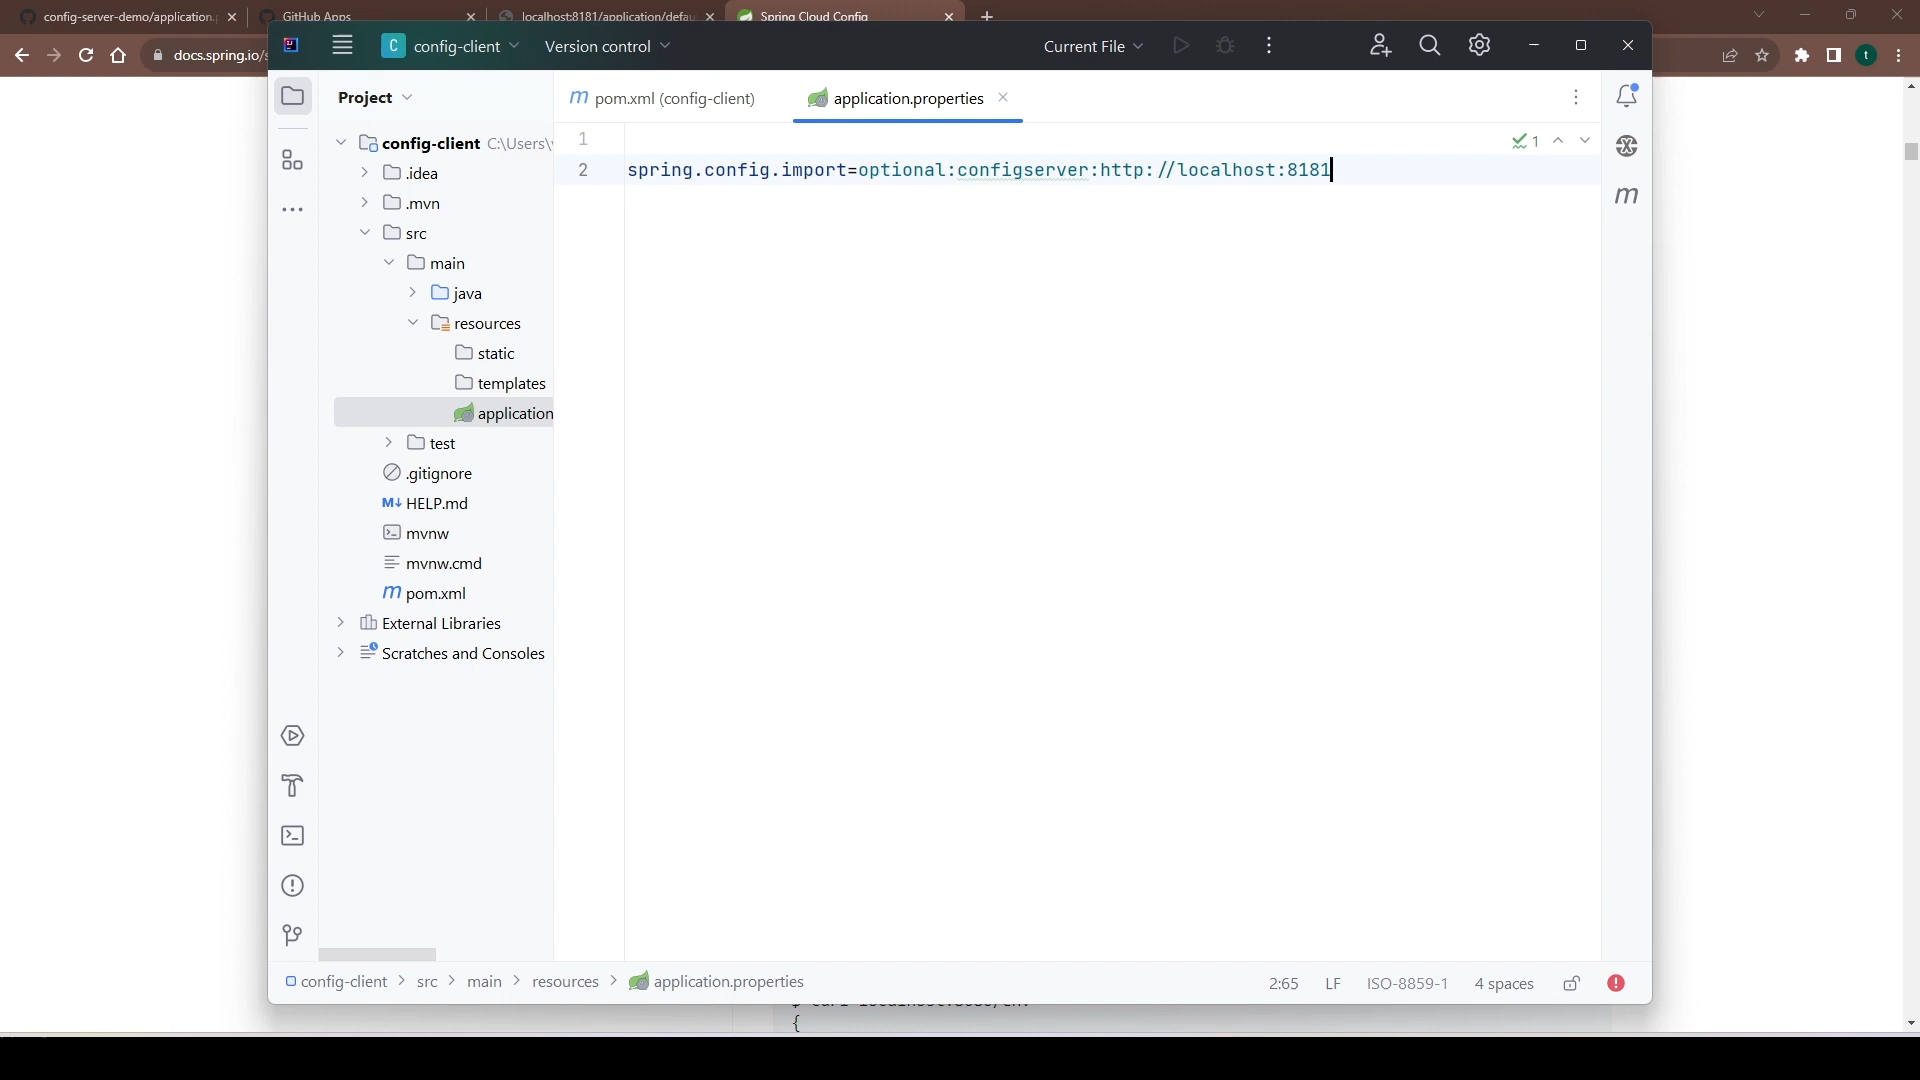 config-server-demo/application.
GitHub Apps
localhost:8181/application/defau
Spring Cloud Config
docs.spring.io/s
C config-client
Version control
Current File
Project
pom.xml (config-client)
application.properties
config-client C:\Users\
.idea
.mvn
src
main
java
resources
static
templates
application
test
.gitignore
HELP.md
mvnw
mvnw.cmd
pom.xml
External Libraries
Scratches and Consoles
1
2 spring.config.import=optional:configserver:http://localhost:8181
1
t
config-client > src > main > resources > application.properties
2:65 LF ISO-8859-1 4 spaces
{